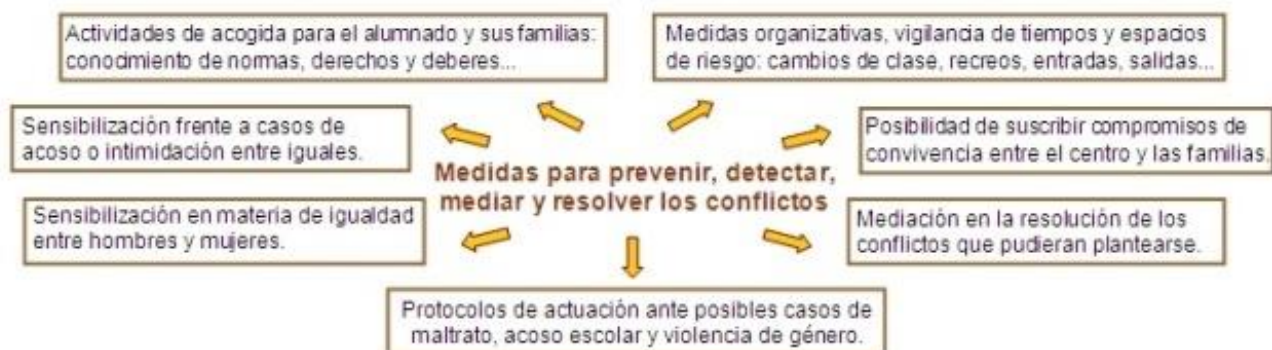 Actividades de acogida para el alumnado y sus familias:
conocimiento de normas, derechos y deberes...
Medidas organizativas, vigilancia de tiempos y espacios
de riesgo: cambios de clase, recreos, entradas, salidas...
Sensibilización frente a casos de
acoso o intimidación entre iguales.
Posibilidad de suscribir compromisos de
convivencia entre el centro y las familias.
Medidas para prevenir, detectar,
mediar y resolver los conflictos
Sensibilización en materia de igualdad
entre hombres y mujeres.
Mediación en la resolución de los
conflictos que pudieran plantearse.
Protocolos de actuación ante posibles casos de
maltrato, acoso escolar y violencia de género.